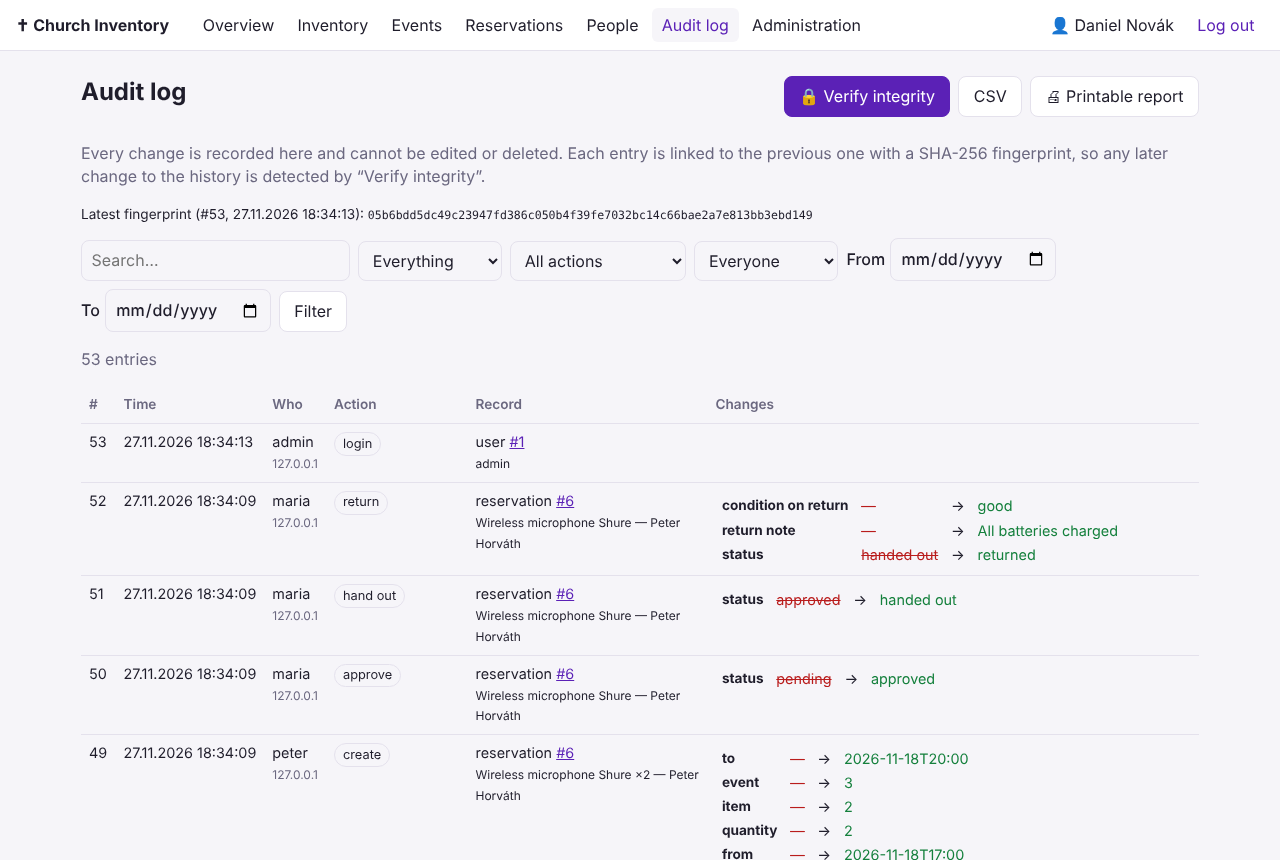 ✝ Church Inventory Overview Inventory Events Reservations People Audit log Administration 👤 Daniel Novák Log out
Audit log
🔒 Verify integrity CSV 🖨 Printable report
Every change is recorded here and cannot be edited or deleted. Each entry is linked to the previous one with a SHA-256 fingerprint, so any later
change to the history is detected by “Verify integrity”.
Latest fingerprint (#53, 27.11.2026 18:34:13): 05b6bdd5dc49c23947fd386c050b4f39fe7032bc14c66bae2a7e813bb3ebd149
Search... Everything All actions Everyone From mm/dd/yyyy
To mm/dd/yyyy Filter
53 entries
# Time Who Action Record Changes
53 27.11.2026 18:34:13 admin login user #1
127.0.0.1 admin
52 27.11.2026 18:34:09 maria return reservation #6 condition on return — → good
127.0.0.1 Wireless microphone Shure — Peter return note — → All batteries charged
Horváth status handed out → returned
51 27.11.2026 18:34:09 maria hand out reservation #6 status approved → handed out
127.0.0.1 Wireless microphone Shure — Peter
Horváth
50 27.11.2026 18:34:09 maria approve reservation #6 status pending → approved
127.0.0.1 Wireless microphone Shure — Peter
Horváth
49 27.11.2026 18:34:09 peter create reservation #6 to — → 2026-11-18T20:00
127.0.0.1 Wireless microphone Shure ×2 — Peter event — → 3
Horváth item — → 2
quantity — → 2
from — → 2026-11-18T17:00